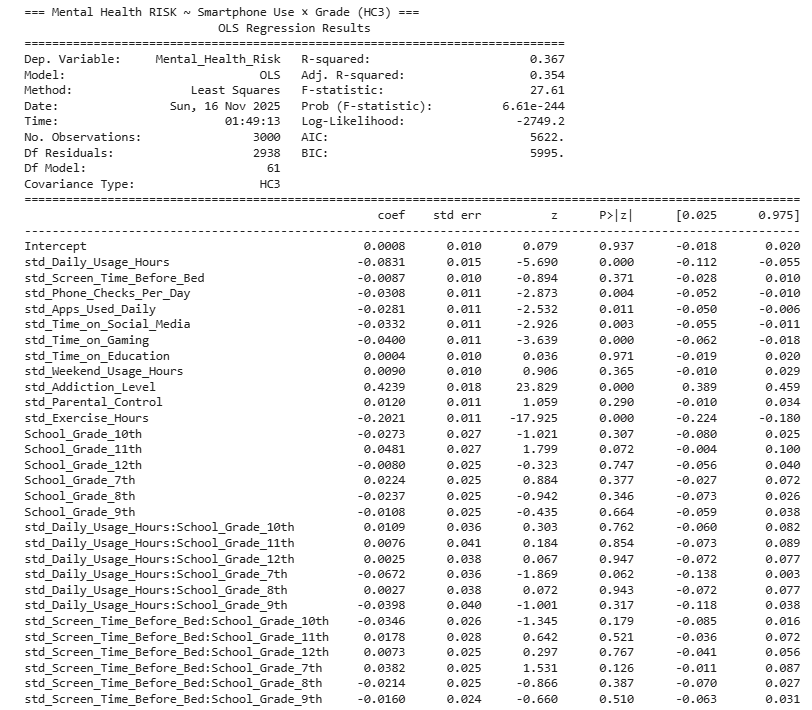 === Mental Health RISK ~ Smartphone Use × Grade (HC3) ===
OLS Regression Results
==============================================================================
Dep. Variable: Mental_Health_Risk R-squared: 0.367
Model: OLS Adj. R-squared: 0.354
Method: Least Squares F-statistic: 27.61
Date: Sun, 16 Nov 2025 Prob (F-statistic): 6.61e-244
Time: 01:49:13 Log-Likelihood: -2749.2
No. Observations: 3000 AIC: 5622.
Df Residuals: 2938 BIC: 5995.
Df Model: 61
Covariance Type: HC3
================================================================================================================
coef std err z P>|z| [0.025 0.975]
----------------------------------------------------------------------------------------------------------------
Intercept 0.0008 0.010 0.079 0.937 -0.018 0.020
std_Daily_Usage_Hours -0.0831 0.015 -5.690 0.000 -0.112 -0.055
std_Screen_Time_Before_Bed -0.0087 0.010 -0.894 0.371 -0.028 0.010
std_Phone_Checks_Per_Day -0.0308 0.011 -2.873 0.004 -0.052 -0.010
std_Apps_Used_Daily -0.0281 0.011 -2.532 0.011 -0.050 -0.006
std_Time_on_Social_Media -0.0332 0.011 -2.926 0.003 -0.055 -0.011
std_Time_on_Gaming -0.0400 0.011 -3.639 0.000 -0.062 -0.018
std_Time_on_Education 0.0004 0.010 0.036 0.971 -0.019 0.020
std_Weekend_Usage_Hours 0.0090 0.010 0.906 0.365 -0.010 0.029
std_Addiction_Level 0.4239 0.018 23.829 0.000 0.389 0.459
std_Parental_Control 0.0120 0.011 1.059 0.290 -0.010 0.034
std_Exercise_Hours -0.2021 0.011 -17.925 0.000 -0.224 -0.180
School_Grade_10th -0.0273 0.027 -1.021 0.307 -0.080 0.025
School_Grade_11th 0.0481 0.027 1.799 0.072 -0.004 0.100
School_Grade_12th -0.0080 0.025 -0.323 0.747 -0.056 0.040
School_Grade_7th 0.0224 0.025 0.884 0.377 -0.027 0.072
School_Grade_8th -0.0237 0.025 -0.942 0.346 -0.073 0.026
School_Grade_9th -0.0108 0.025 -0.435 0.664 -0.059 0.038
std_Daily_Usage_Hours:School_Grade_10th 0.0109 0.036 0.303 0.762 -0.060 0.082
std_Daily_Usage_Hours:School_Grade_11th 0.0076 0.041 0.184 0.854 -0.073 0.089
std_Daily_Usage_Hours:School_Grade_12th 0.0025 0.038 0.067 0.947 -0.072 0.077
std_Daily_Usage_Hours:School_Grade_7th -0.0672 0.036 -1.869 0.062 -0.138 0.003
std_Daily_Usage_Hours:School_Grade_8th 0.0027 0.038 0.072 0.943 -0.072 0.077
std_Daily_Usage_Hours:School_Grade_9th -0.0398 0.040 -1.001 0.317 -0.118 0.038
std_Screen_Time_Before_Bed:School_Grade_10th -0.0346 0.026 -1.345 0.179 -0.085 0.016
std_Screen_Time_Before_Bed:School_Grade_11th 0.0178 0.028 0.642 0.521 -0.036 0.072
std_Screen_Time_Before_Bed:School_Grade_12th 0.0073 0.025 0.297 0.767 -0.041 0.056
std_Screen_Time_Before_Bed:School_Grade_7th 0.0382 0.025 1.531 0.126 -0.011 0.087
std_Screen_Time_Before_Bed:School_Grade_8th -0.0214 0.025 -0.866 0.387 -0.070 0.027
std_Screen_Time_Before_Bed:School_Grade_9th -0.0160 0.024 -0.660 0.510 -0.063 0.031